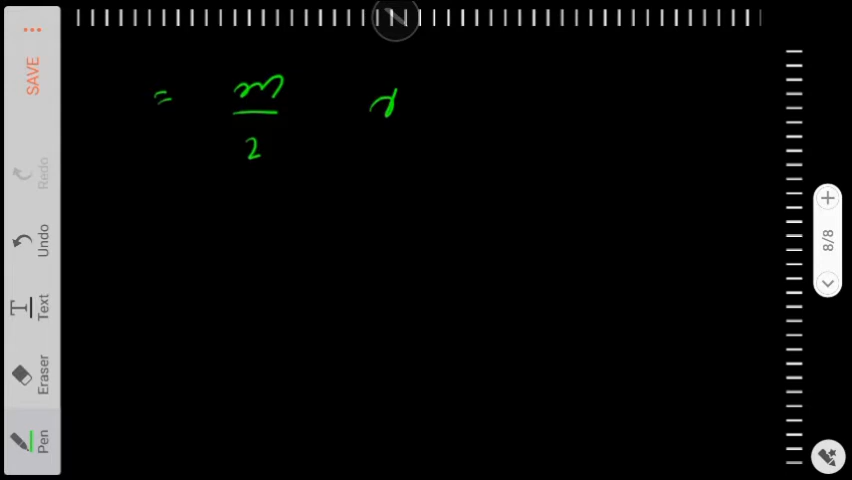 = m/2
SAVE
Redo
Undo
T Text
Eraser
Pen
8/8